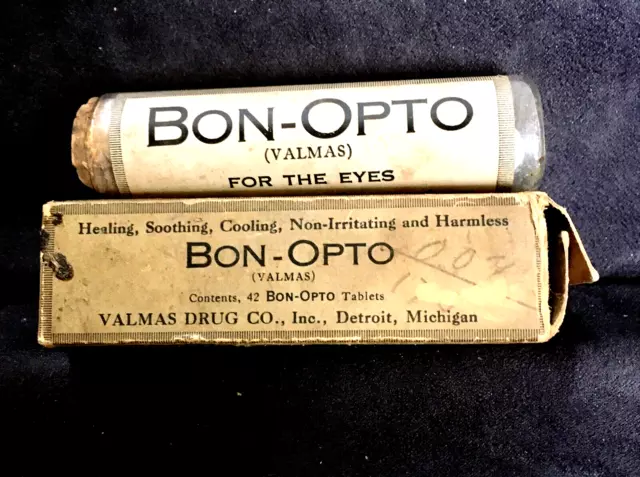 BON-OPTO
(VALMAS)
FOR THE EYES
Healing, Soothing, Cooling, Non-Irritating and Harmless
BON-OPTO
(VALMAS)
Contents, 42 BON-OPTO Tablets
VALMAS DRUG CO., Inc., Detroit, Michigan